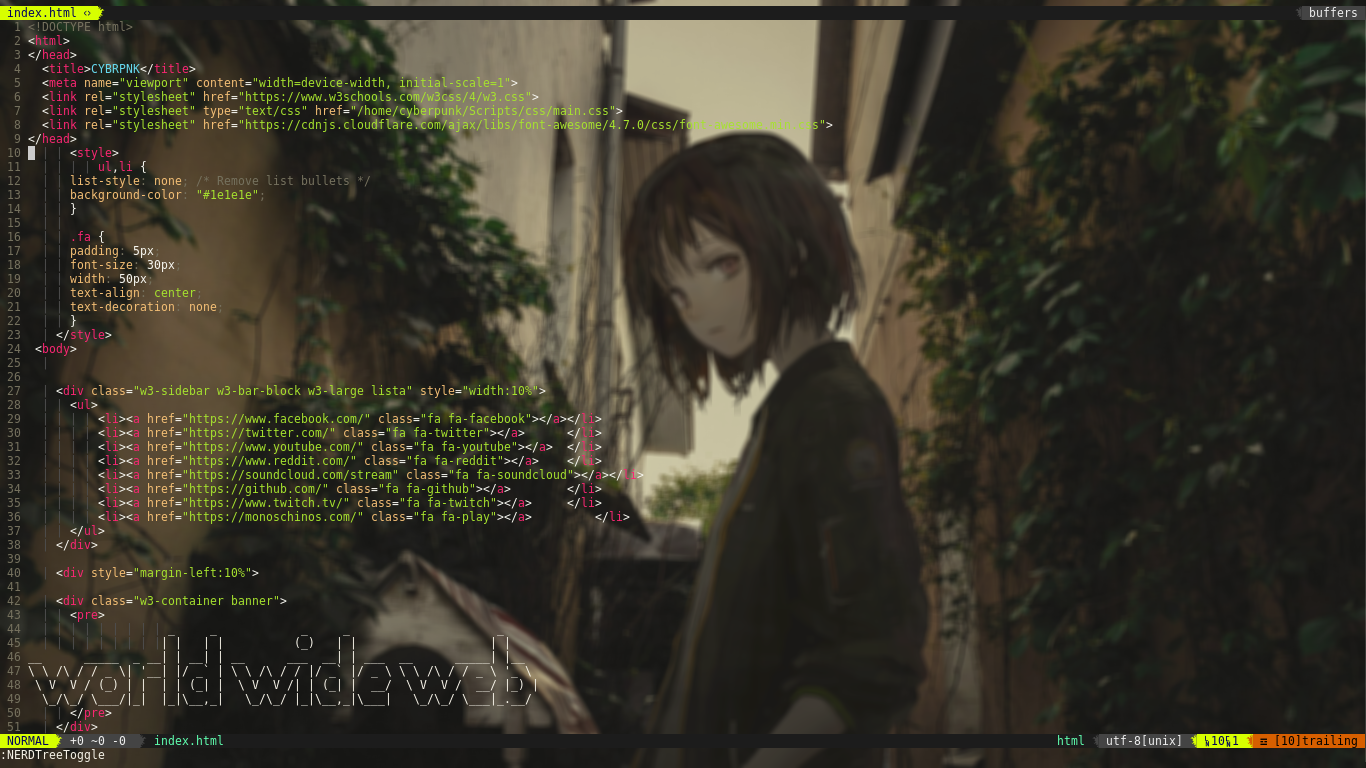 index.html ‹› buffers
1 <!DOCTYPE html>
2 <html>
3 </head>
4 <title>CYBRPNK</title>
5 <meta name="viewport" content="width=device-width, initial-scale=1">
6 <link rel="stylesheet" href="https://www.w3schools.com/w3css/4/w3.css">
7 <link rel="stylesheet" type="text/css" href="/home/cyberpunk/Scripts/css/main.css">
8 <link rel="stylesheet" href="https://cdnjs.cloudflare.com/ajax/libs/font-awesome/4.7.0/css/font-awesome.min.css">
9 </head>
10 <style>
11 ul,li {
12 list-style: none; /* Remove list bullets */
13 background-color: "#1e1e1e";
14 }
15
16 .fa {
17 padding: 5px;
18 font-size: 30px;
19 width: 50px;
20 text-align: center;
21 text-decoration: none;
22 }
23 </style>
24 <body>
25
26
27 <div class="w3-sidebar w3-bar-block w3-large lista" style="width:10%">
28 <ul>
29 <li><a href="https://www.facebook.com/" class="fa fa-facebook"></a></li>
30 <li><a href="https://twitter.com/" class="fa fa-twitter"></a> </li>
31 <li><a href="https://www.youtube.com/" class="fa fa-youtube"></a> </li>
32 <li><a href="https://www.reddit.com/" class="fa fa-reddit"></a> </li>
33 <li><a href="https://soundcloud.com/stream" class="fa fa-soundcloud"></a></li>
34 <li><a href="https://github.com/" class="fa fa-github"></a> </li>
35 <li><a href="https://www.twitch.tv/" class="fa fa-twitch"></a> </li>
36 <li><a href="https://monoschinos.com/" class="fa fa-play"></a> </li>
37 </ul>
38 </div>
39
40 <div style="margin-left:10%">
41
42 <div class="w3-container banner">
43 <pre>
44
45
46
47
48
49
world wide web
50 </pre>
51 </div>
NORMAL +0 ~0 -0 index.html html utf-8[unix] 10 1 [10]trailing
:NERDTreeToggle